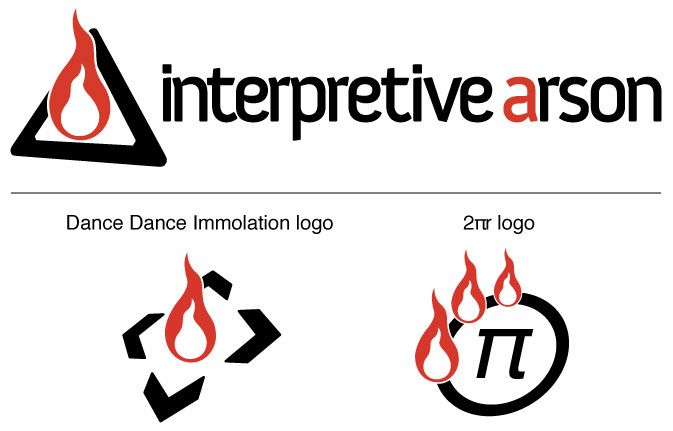 interpretive arson
Dance Dance Immolation logo
2πr logo
π